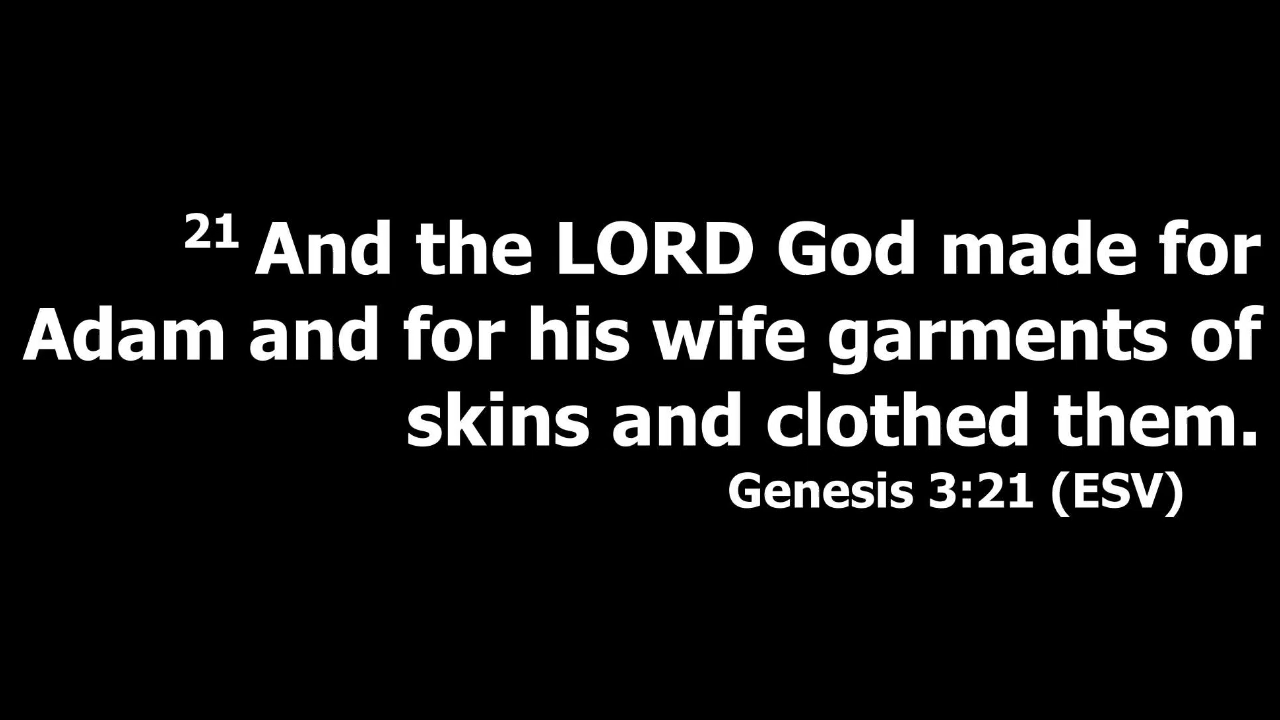 21 And the LORD God made for
Adam and for his wife garments of
skins and clothed them.
Genesis 3:21 (ESV)